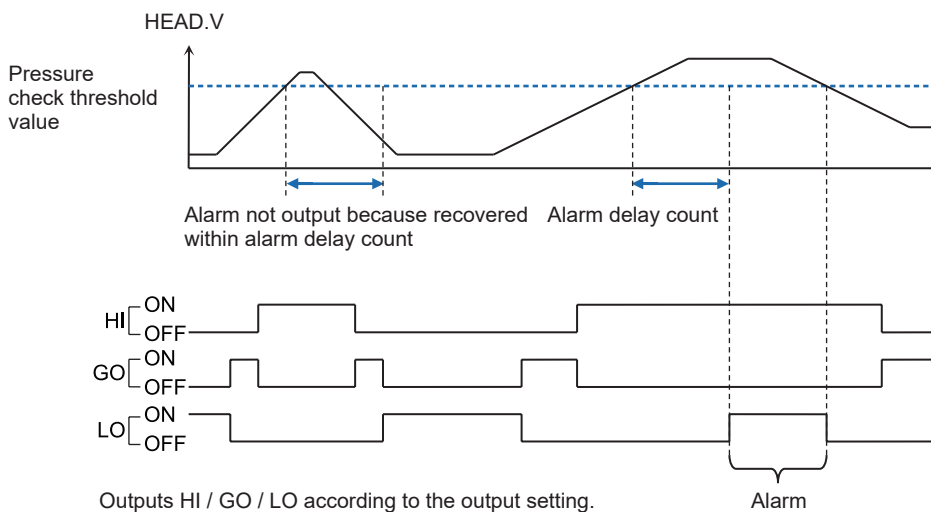 HEAD.V
Pressure
check threshold
value
Alarm not output because recovered
within alarm delay count
Alarm delay count
HI
ON
OFF
GO
ON
OFF
LO
ON
OFF
Outputs HI / GO / LO according to the output setting.
Alarm